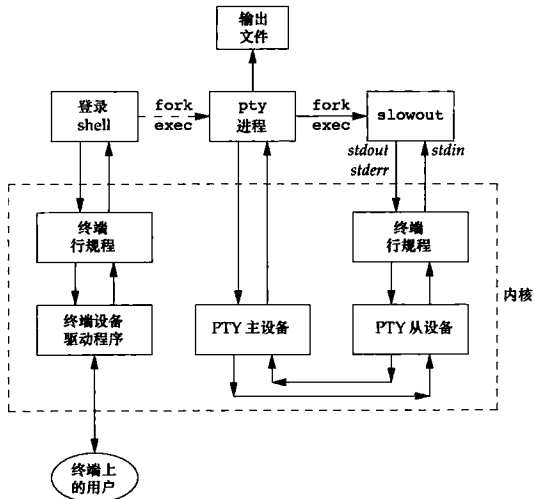 输出
文件
登录
shell
fork
exec
pty
进程
fork
exec
slowout
stdout
stderr
stdin
终端
行规程
终端
行规程
内核
终端设备
驱动程序
PTY 主设备
PTY 从设备
终端上
的用户